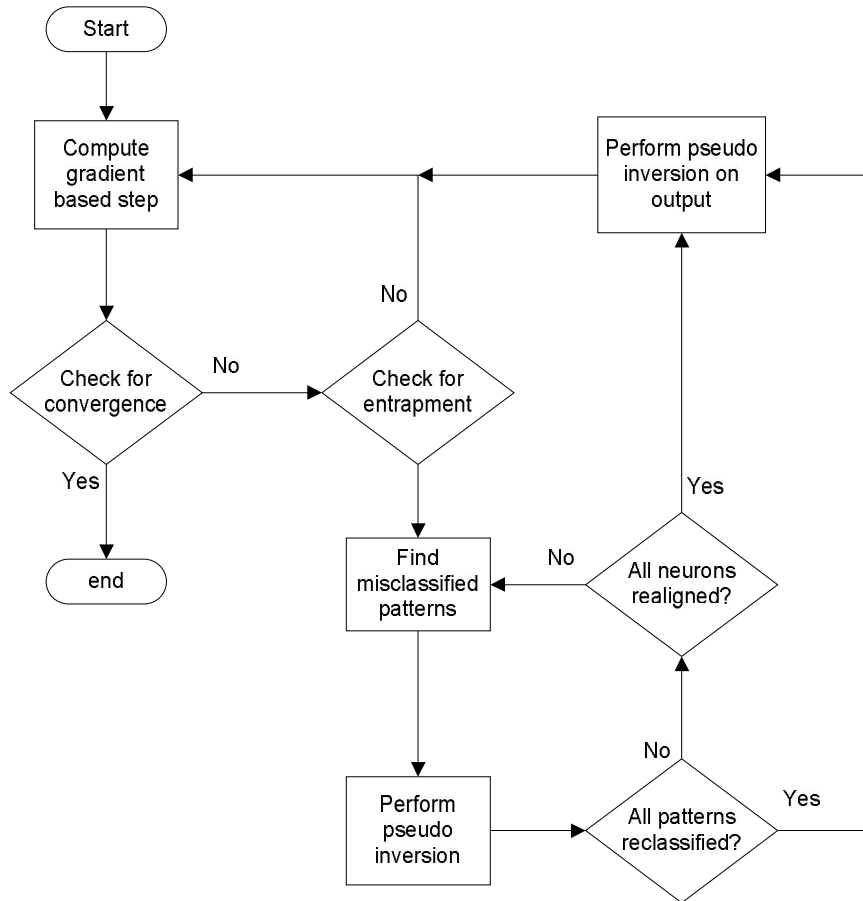 Start
Compute
gradient
based step
Perform pseudo
inversion on
output
No
Check for
convergence
No
Check for
entrapment
Yes
Yes
end
Find
misclassified
patterns
No
All neurons
realigned?
No
Perform
pseudo
inversion
All patterns
reclassified?
Yes